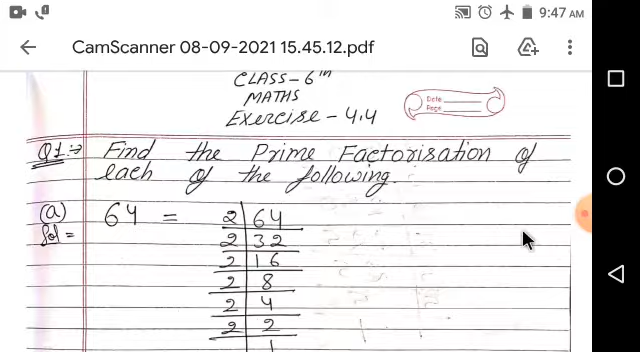 9:47 AM
CamScanner 08-09-2021 15.45.12.pdf
CLASS-6th
MATHS
Exercise - 4.4
Date
Page
Q1:⇒ Find the Prime Factorisation of
each of the following.
(a) 64 = 2 | 64
Sol = 2 | 32
2 | 16
2 | 8
2 | 4
2 | 2
1